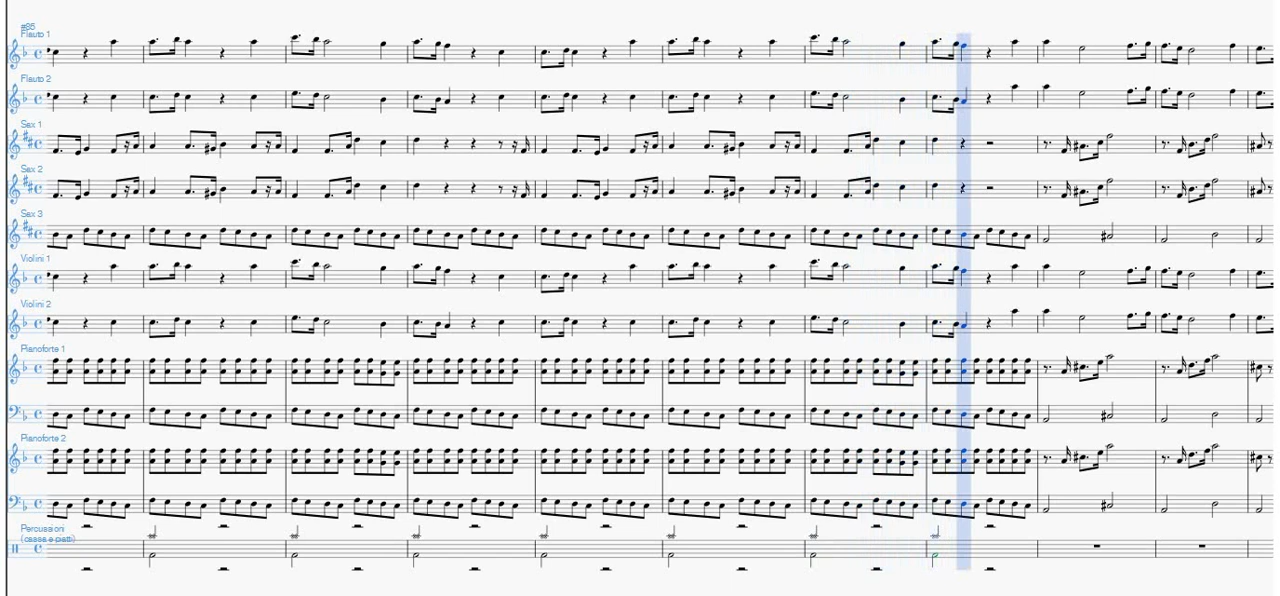 #85
Flauto 1
Flauto 2
Sax 1
Sax 2
Sax 3
Violini 1
Violini 2
Pianoforte 1
Pianoforte 2
Percussioni
(cassa e piatti)